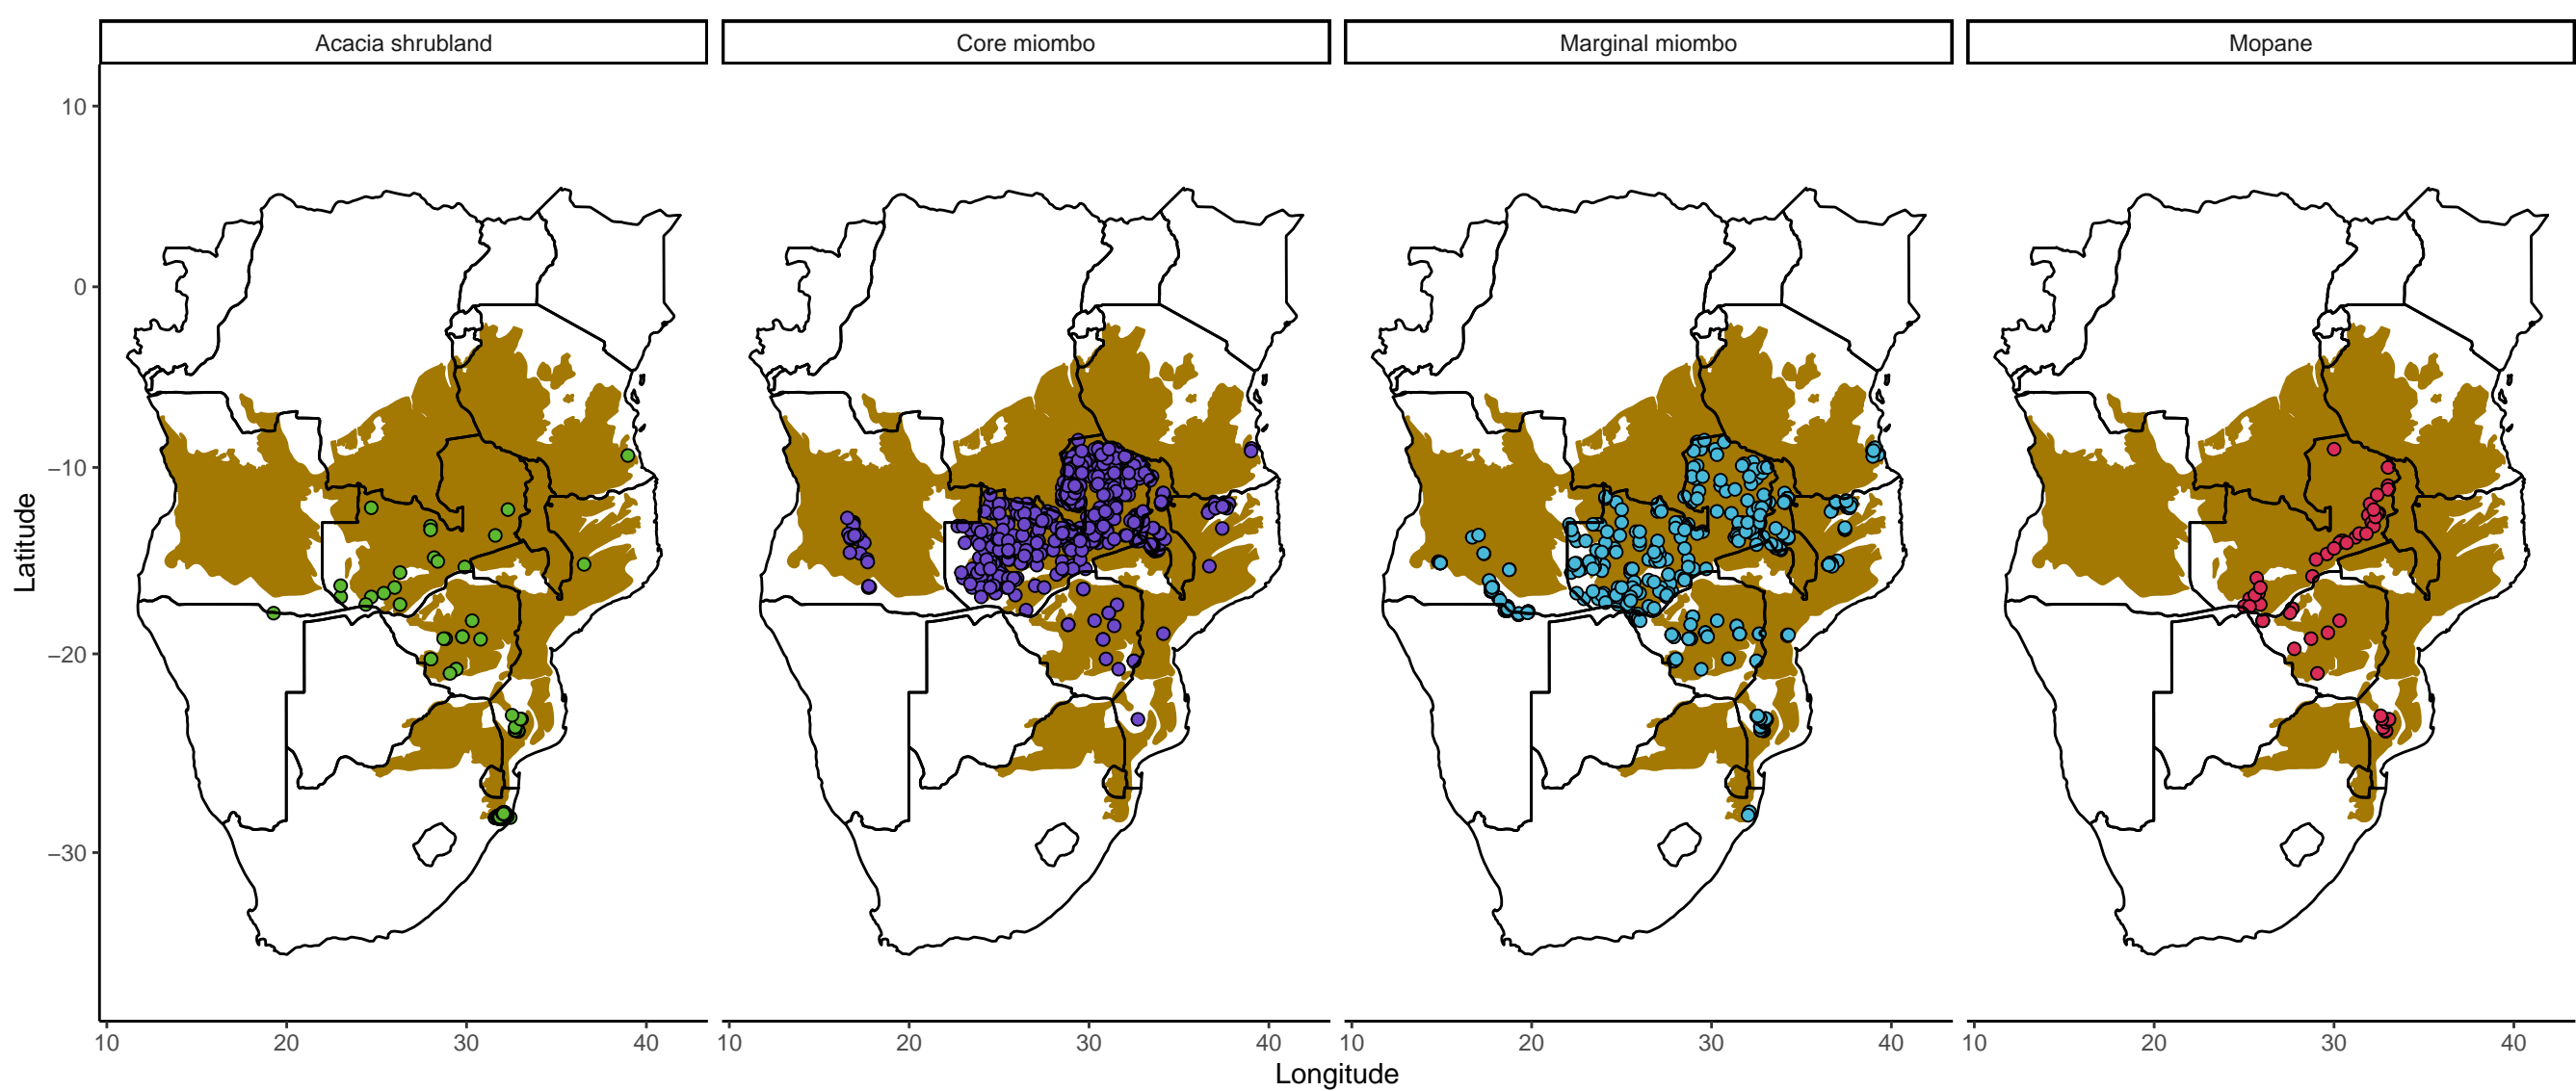 Acacia shrubland Core miombo Marginal miombo Mopane
10
0
−10
−20
−30
Latitude
10 20 30 40 10 20 30 40 10 20 30 40 10 20 30 40
Longitude